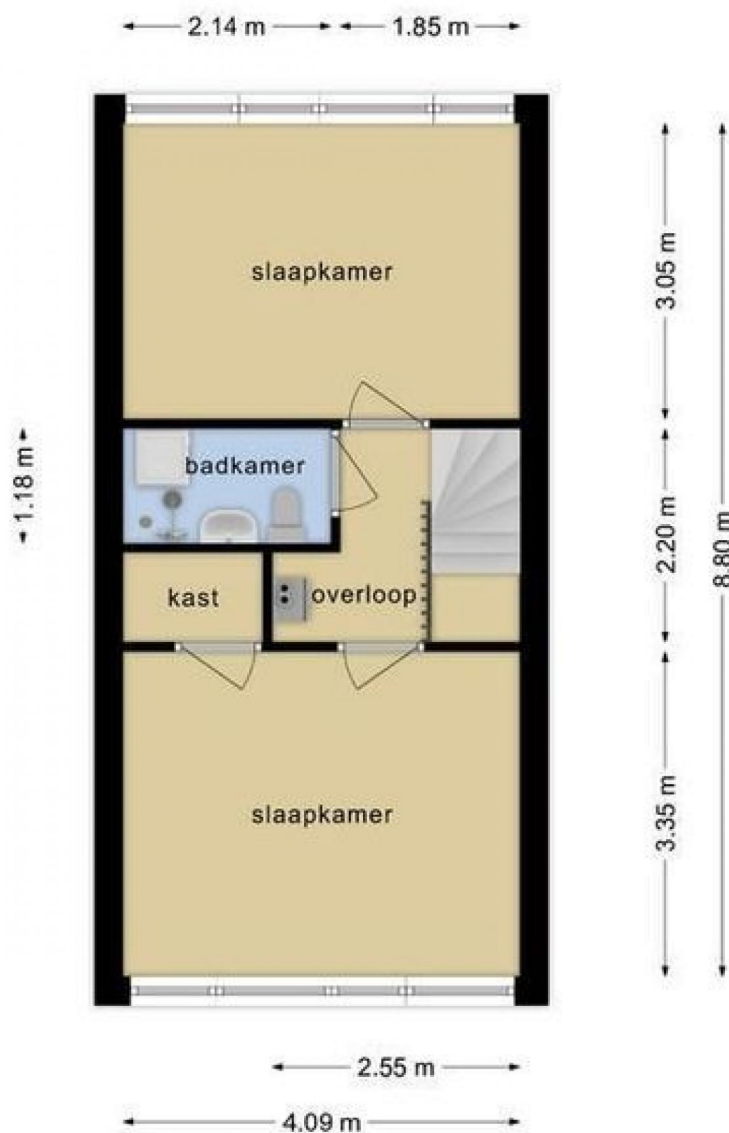 2.14 m
1.85 m
slaapkamer
3.05 m
badkamer
1.18 m
2.20 m
8.80 m
kast
overloop
slaapkamer
3.35 m
2.55 m
4.09 m